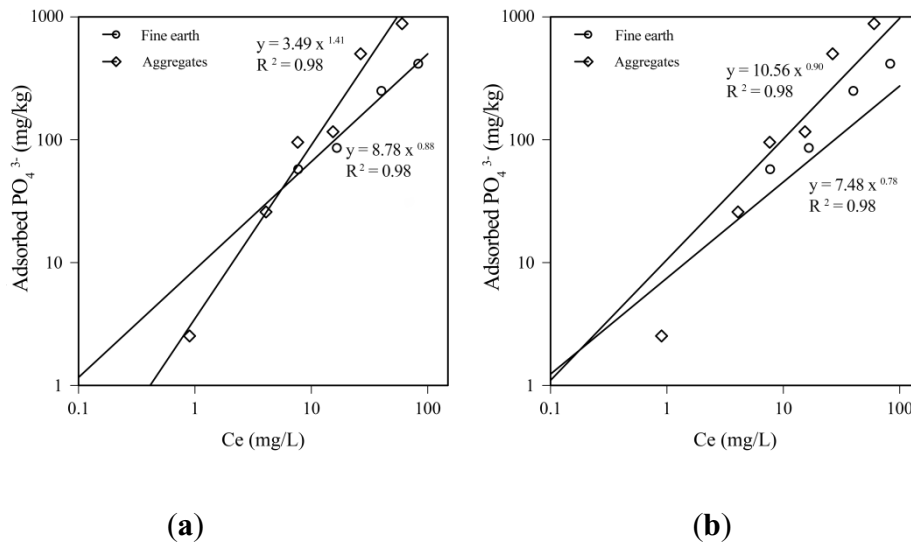 1000
100
10
1
Adsorbed PO4 3- (mg/kg)
Fine earth
Aggregates
y = 3.49 x 1.41
R 2 = 0.98
y = 8.78 x 0.88
R 2 = 0.98
0.1 1 10 100
Ce (mg/L)
(a)
1000
100
10
1
Adsorbed PO4 3- (mg/kg)
Fine earth
Aggregates
y = 10.56 x 0.90
R 2 = 0.98
y = 7.48 x 0.78
R 2 = 0.98
0.1 1 10 100
Ce (mg/L)
(b)